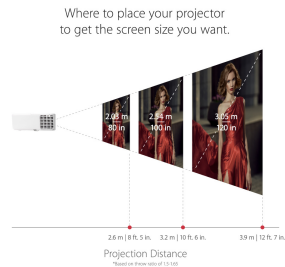 Where to place your projector
to get the screen size you want.
2.03 m
80 in
2.54 m
100 in
3.05 m
120 in
2.6 m | 8 ft. 5 in.
3.2 m | 10 ft. 6 in.
3.9 m | 12 ft. 7 in.
Projection Distance
*Based on throw ratio of 1.5-1.65